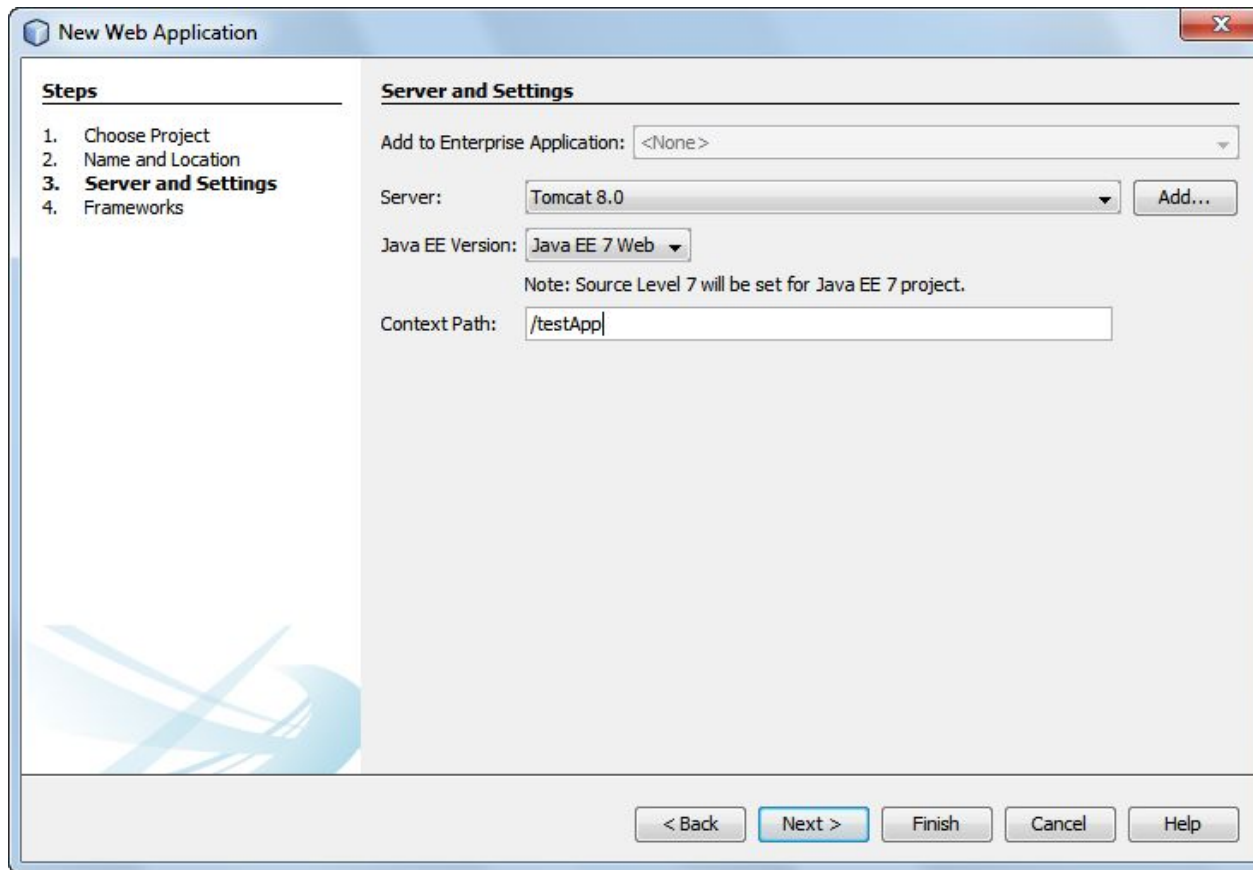 New Web Application
X
Steps
1. Choose Project
2. Name and Location
3. Server and Settings
4. Frameworks
Server and Settings
Add to Enterprise Application: <None>
Server: Tomcat 8.0 Add...
Java EE Version: Java EE 7 Web
Note: Source Level 7 will be set for Java EE 7 project.
Context Path: /testApp
< Back Next > Finish Cancel Help